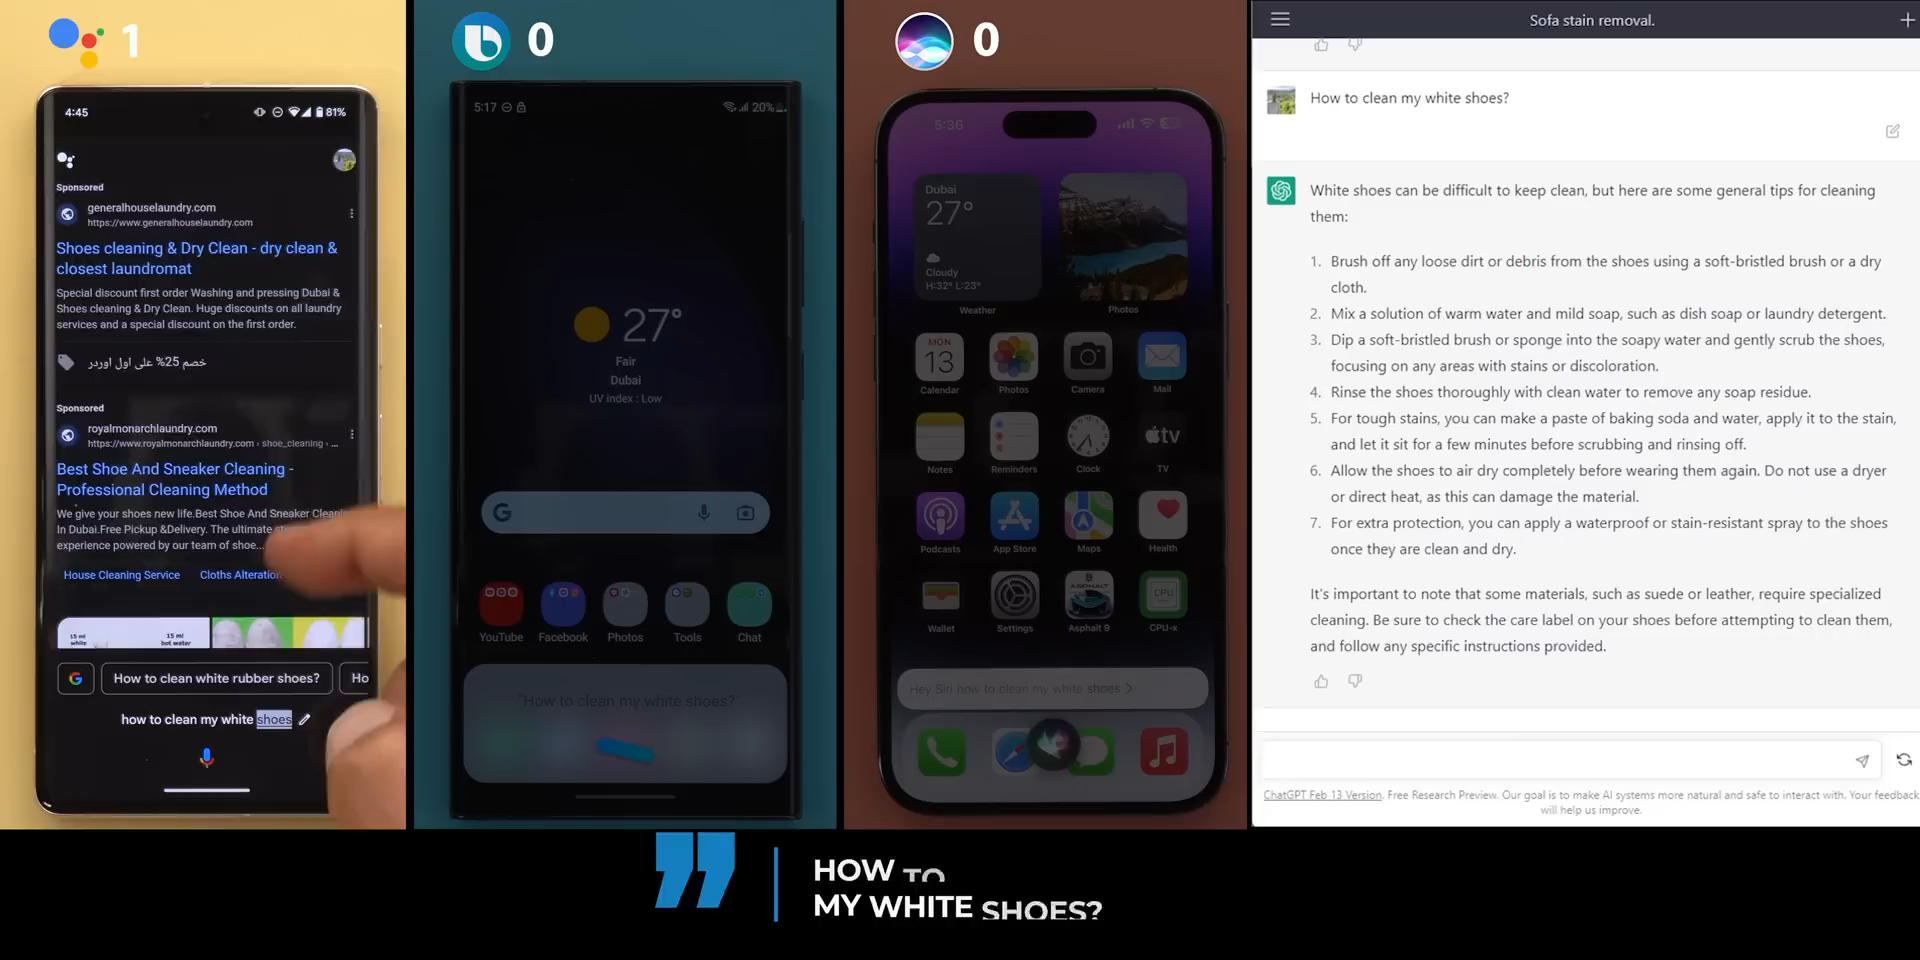 1
4:45
81%
Sponsored
generalhouselaundry.com
https://www.generalhouselaundry.com
Shoes cleaning & Dry Clean - dry clean &
closest laundromat
Special discount first order Washing and pressing Dubai &
Shoes cleaning & Dry Clean. Huge discounts on all laundry
services and a special discount on the first order.
خصم 25% على اول اوردر
Sponsored
royalmonarchlaundry.com
https://www.royalmonarchlaundry.com › shoe_cleaning › ...
Best Shoe And Sneaker Cleaning -
Professional Cleaning Method
We give your shoes new life.Best Shoe And Sneaker Cleaning
In Dubai.Free Pickup &Delivery. The ultimate
experience powered by our team of shoe...
House Cleaning Service
Cloths Alteration
15 ml
white
15 ml
hot water
G
How to clean white rubber shoes?
Ho
how to clean my white shoes
0
5:17
20%
27°
Fair
Dubai
UV index : Low
G
YouTube
Facebook
Photos
Tools
Chat
"How to clean my white shoes?"
0
5:36
Dubai
27°
Cloudy
H:32° L:23°
Weather
Photos
MON
13
Calendar
Photos
Camera
Mail
Notes
Reminders
Clock
tv
TV
Podcasts
App Store
Maps
Health
Wallet
Settings
ASPHALT
Asphalt 9
CPU
CPU-x
Hey Siri how to clean my white shoes >
Sofa stain removal.
How to clean my white shoes?
White shoes can be difficult to keep clean, but here are some general tips for cleaning
them:
1. Brush off any loose dirt or debris from the shoes using a soft-bristled brush or a dry
cloth.
2. Mix a solution of warm water and mild soap, such as dish soap or laundry detergent.
3. Dip a soft-bristled brush or sponge into the soapy water and gently scrub the shoes,
focusing on any areas with stains or discoloration.
4. Rinse the shoes thoroughly with clean water to remove any soap residue.
5. For tough stains, you can make a paste of baking soda and water, apply it to the stain,
and let it sit for a few minutes before scrubbing and rinsing off.
6. Allow the shoes to air dry completely before wearing them again. Do not use a dryer
or direct heat, as this can damage the material.
7. For extra protection, you can apply a waterproof or stain-resistant spray to the shoes
once they are clean and dry.
It's important to note that some materials, such as suede or leather, require specialized
cleaning. Be sure to check the care label on your shoes before attempting to clean them,
and follow any specific instructions provided.
ChatGPT Feb 13 Version. Free Research Preview. Our goal is to make AI systems more natural and safe to interact with. Your feedback
will help us improve.
HOW TO
MY WHITE SHOES?